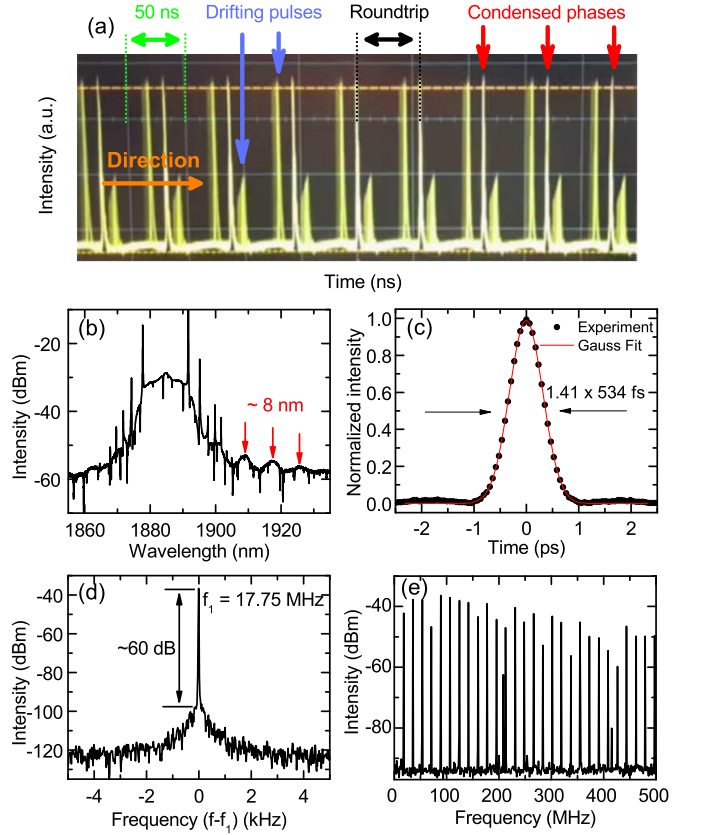 50 ns
Drifting pulses
Roundtrip
Condensed phases
(a)
Direction
Intensity (a.u.)
Time (ns)
(b)
~ 8 nm
-20
-40
-60
1860 1880 1900 1920
Intensity (dBm)
Wavelength (nm)
(c)
Experiment
Gauss Fit
1.41 x 534 fs
1.0
0.8
0.6
0.4
0.2
0.0
-2 -1 0 1 2
Normalized intensity
Time (ps)
(d)
f1 = 17.75 MHz
~60 dB
-40
-60
-80
-100
-120
-4 -2 0 2 4
Intensity (dBm)
Frequency (f-f1) (kHz)
(e)
-40
-60
-80
0 100 200 300 400 500
Intensity (dBm)
Frequency (MHz)